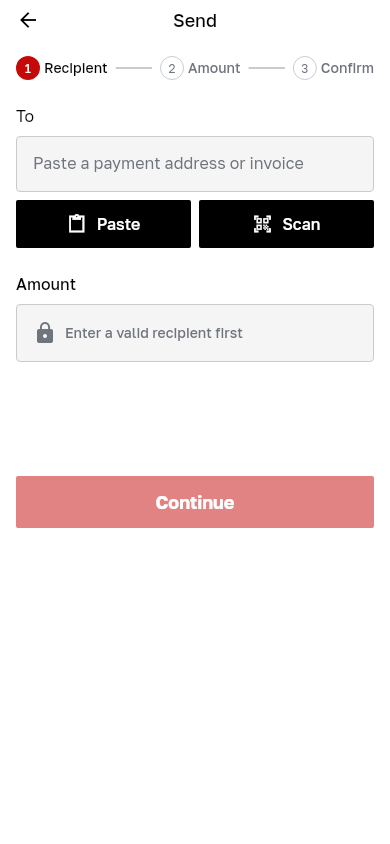 Send
1 Recipient 2 Amount 3 Confirm
To
Paste a payment address or invoice
Paste Scan
Amount
Enter a valid recipient first
Continue